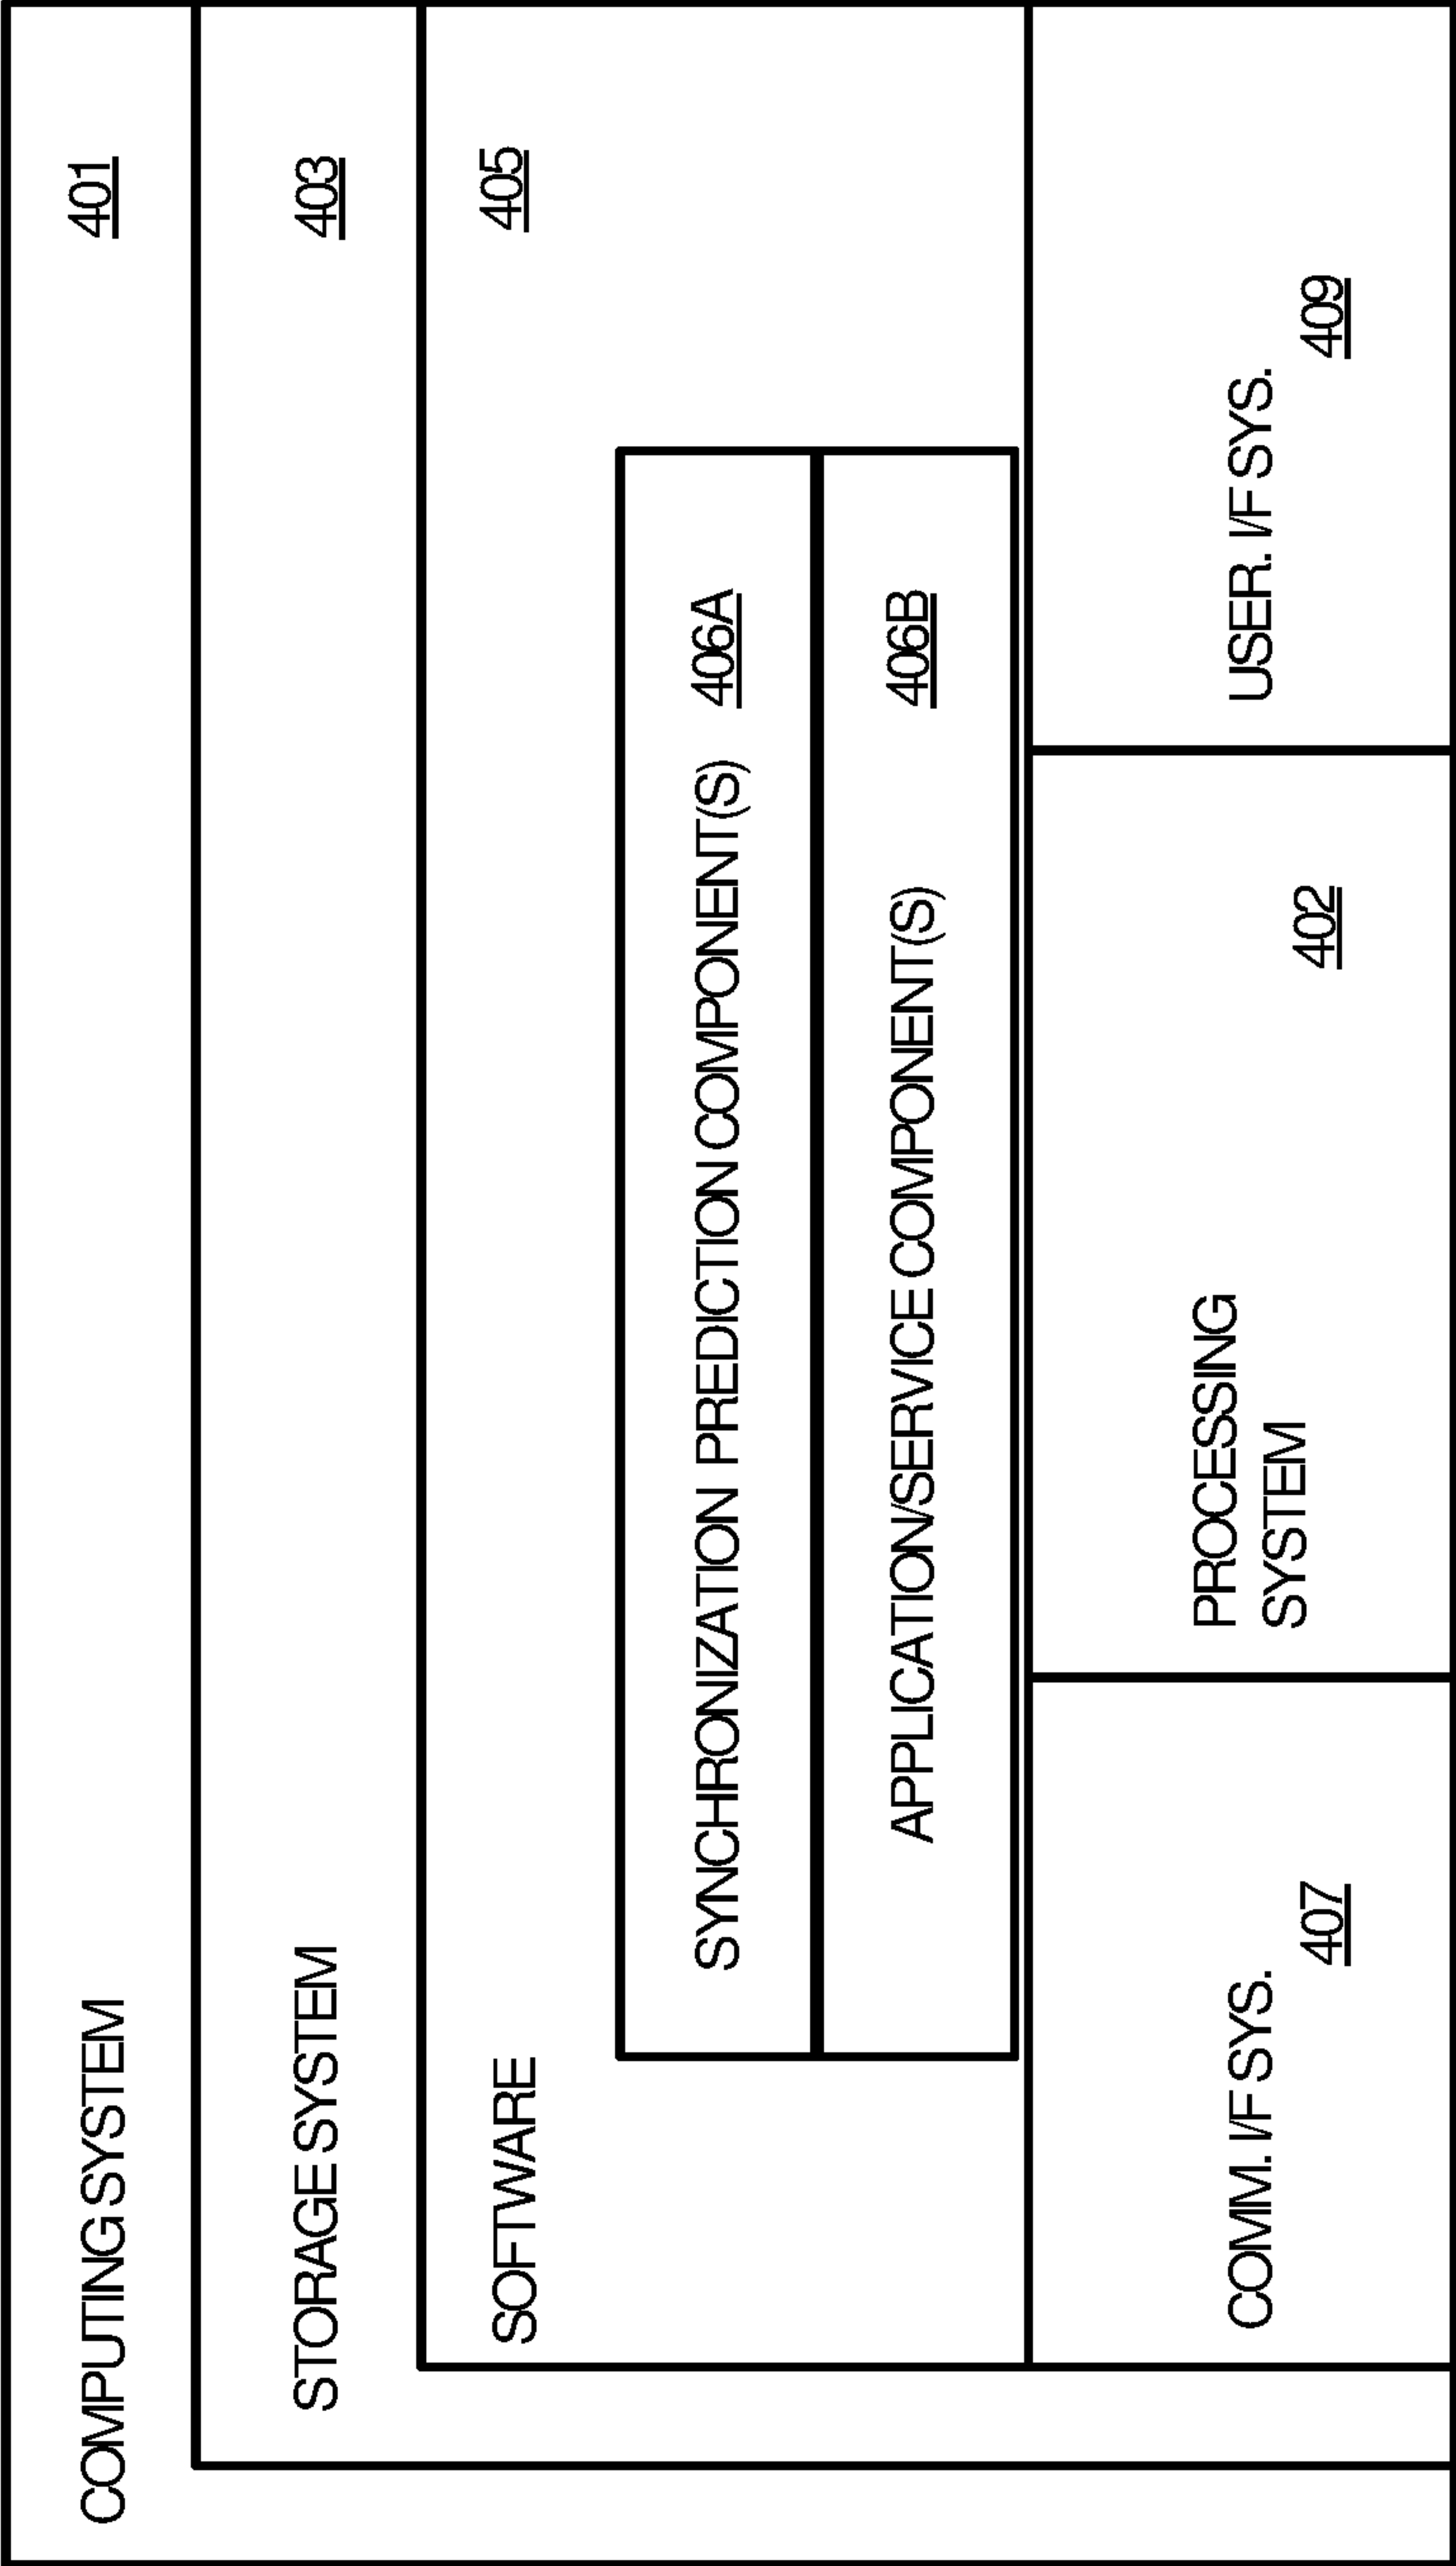 COMPUTING SYSTEM 401
STORAGE SYSTEM 403
SOFTWARE 405
SYNCHRONIZATION PREDICTION COMPONENT(S) 406A
APPLICATION/SERVICE COMPONENT(S) 406B
COMM. I/F SYS.
407
PROCESSING
SYSTEM
402
USER. I/F SYS.
409